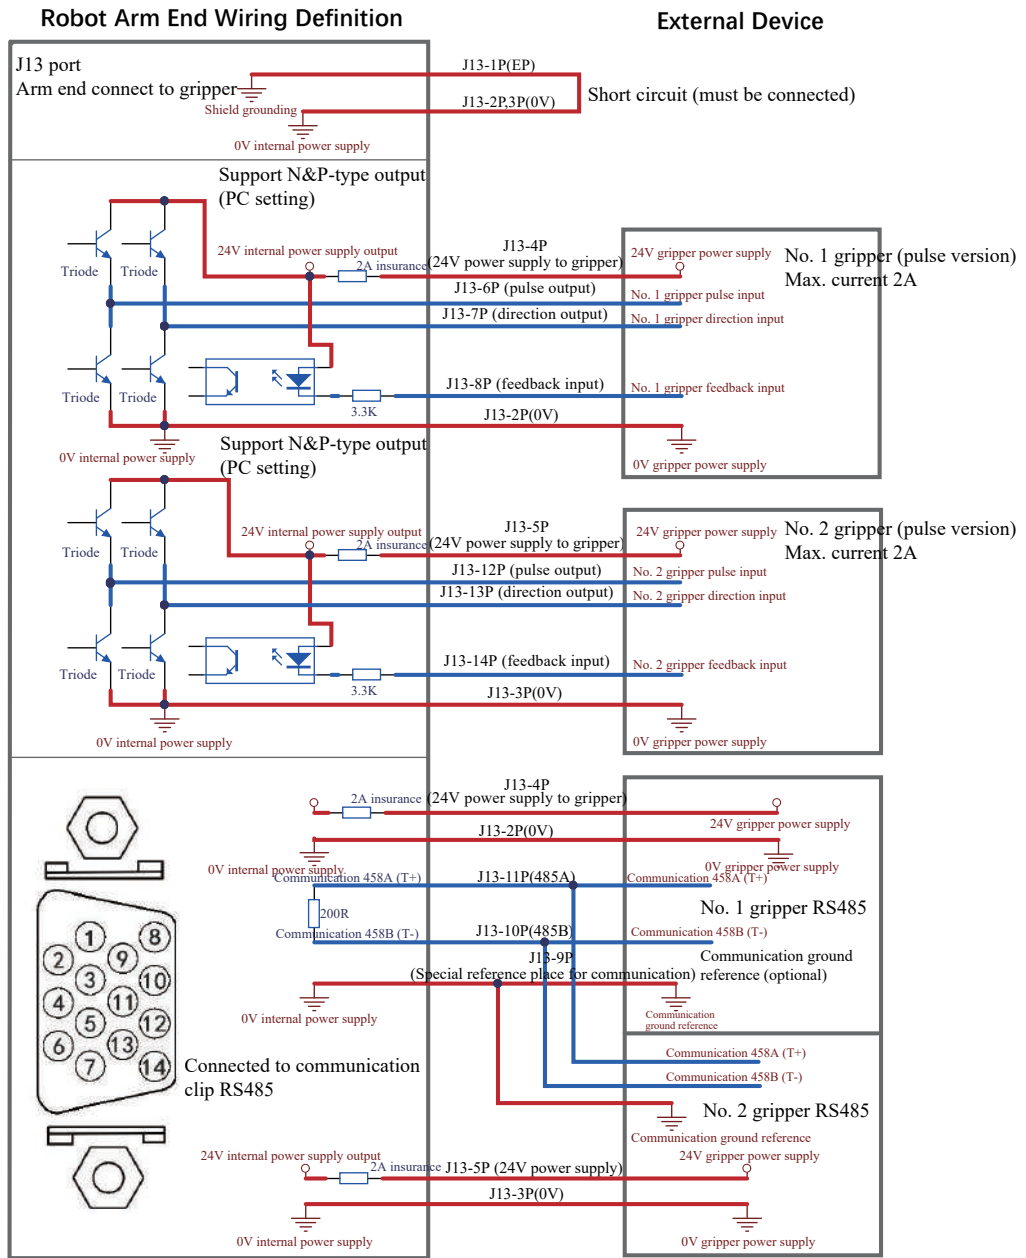 Robot Arm End Wiring Definition
External Device
J13 port
Arm end connect to gripper
J13-1P(EP)
Shield grounding
J13-2P,3P(0V)
Short circuit (must be connected)
0V internal power supply
Support N&P-type output
(PC setting)
Triode
Triode
24V internal power supply output
2A insurance
J13-4P
(24V power supply to gripper)
24V gripper power supply
No. 1 gripper (pulse version)
Max. current 2A
J13-6P (pulse output)
No. 1 gripper pulse input
J13-7P (direction output)
No. 1 gripper direction input
Triode
Triode
3.3K
J13-8P (feedback input)
No. 1 gripper feedback input
J13-2P(0V)
0V internal power supply
0V gripper power supply
Support N&P-type output
(PC setting)
Triode
Triode
24V internal power supply output
2A insurance
J13-5P
(24V power supply to gripper)
24V gripper power supply
No. 2 gripper (pulse version)
Max. current 2A
J13-12P (pulse output)
No. 2 gripper pulse input
J13-13P (direction output)
No. 2 gripper direction input
Triode
Triode
3.3K
J13-14P (feedback input)
No. 2 gripper feedback input
J13-3P(0V)
0V internal power supply
0V gripper power supply
2A insurance
J13-4P
(24V power supply to gripper)
24V gripper power supply
J13-2P(0V)
0V internal power supply
0V gripper power supply
Communication 458A (T+)
J13-11P(485A)
Communication 458A (T+)
200R
No. 1 gripper RS485
Communication 458B (T-)
J13-10P(485B)
Communication 458B (T-)
J13-9P
(Special reference place for communication)
Communication ground
reference (optional)
0V internal power supply
Communication
ground reference
1
8
2
9
3
10
4
11
5
12
6
13
7
14
Connected to communication
clip RS485
Communication 458A (T+)
Communication 458B (T-)
No. 2 gripper RS485
Communication ground reference
24V internal power supply output
2A insurance
J13-5P (24V power supply)
24V gripper power supply
J13-3P(0V)
0V internal power supply
0V gripper power supply